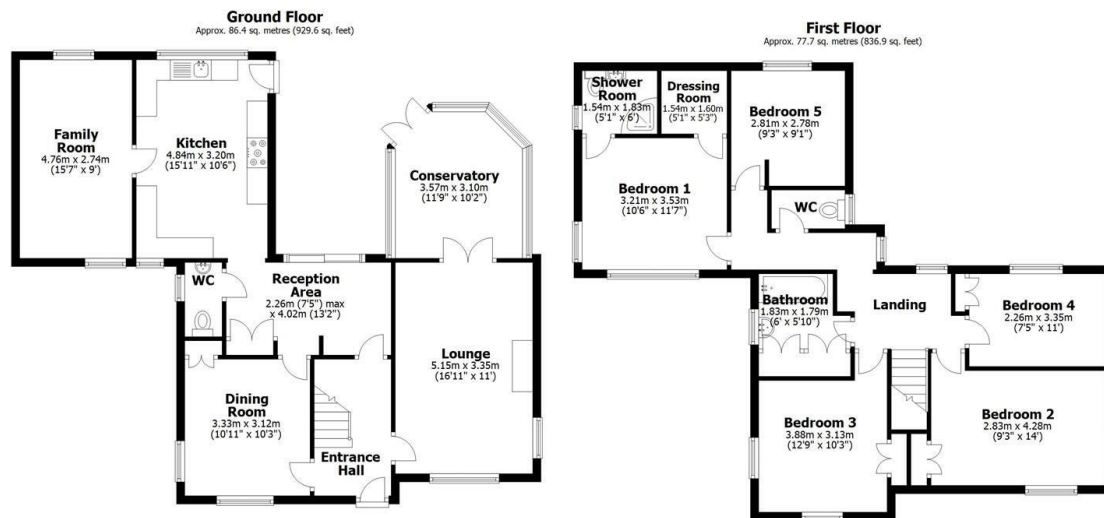 Ground Floor
Approx. 86.4 sq. metres (929.6 sq. feet)
Family
Room
4.76m x 2.74m
(15'7" x 9')
Kitchen
4.84m x 3.20m
(15'11" x 10'6")
Conservatory
3.57m x 3.10m
(11'9" x 10'2")
WC
Reception
Area
2.26m (7'5") max
x 4.02m (13'2")
Lounge
5.15m x 3.35m
(16'11" x 11')
Dining
Room
3.33m x 3.12m
(10'11" x 10'3")
Entrance
Hall
First Floor
Approx. 77.7 sq. metres (836.9 sq. feet)
Shower
Room
1.54m x 1.83m
(5'1" x 6')
Dressing
Room
1.54m x 1.60m
(5'1" x 5'3")
Bedroom 5
2.81m x 2.78m
(9'3" x 9'1")
Bedroom 1
3.21m x 3.53m
(10'6" x 11'7")
WC
Bathroom
1.83m x 1.79m
(6' x 5'10")
Landing
Bedroom 4
2.26m x 3.35m
(7'5" x 11')
Bedroom 3
3.88m x 3.13m
(12'9" x 10'3")
Bedroom 2
2.83m x 4.28m
(9'3" x 14')